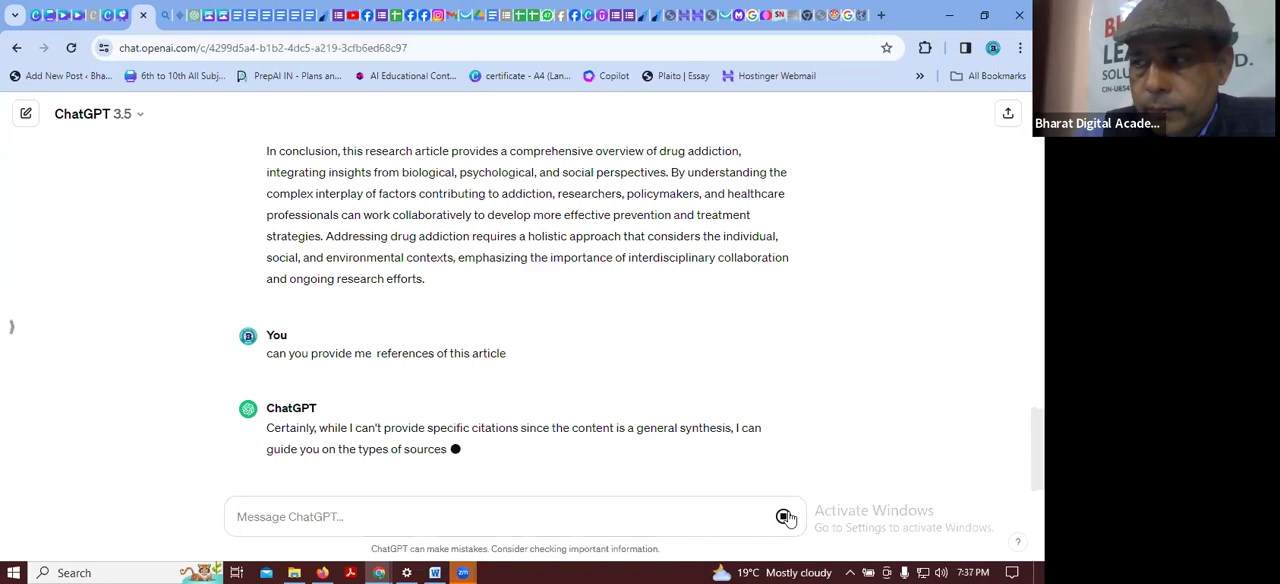 chat.openai.com/c/4299d5a4-b1b2-4dc5-a219-3cfb6ed68c97
Add New Post ‹ Bha...
6th to 10th All Subj...
PrepAI IN - Plans an...
AI Educational Cont...
certificate - A4 (Lan...
Copilot
Plaito | Essay
Hostinger Webmail
»
All Bookmarks
ChatGPT 3.5
In conclusion, this research article provides a comprehensive overview of drug addiction,
integrating insights from biological, psychological, and social perspectives. By understanding the
complex interplay of factors contributing to addiction, researchers, policymakers, and healthcare
professionals can work collaboratively to develop more effective prevention and treatment
strategies. Addressing drug addiction requires a holistic approach that considers the individual,
social, and environmental contexts, emphasizing the importance of interdisciplinary collaboration
and ongoing research efforts.
You
can you provide me  references of this article
ChatGPT
Certainly, while I can't provide specific citations since the content is a general synthesis, I can
guide you on the types of sources
Message ChatGPT...
Activate Windows
Go to Settings to activate Windows.
?
ChatGPT can make mistakes. Consider checking important information.
Search
19°C Mostly cloudy
7:37 PM
LEA
SOLU
D.
Bharat Digital Acade...